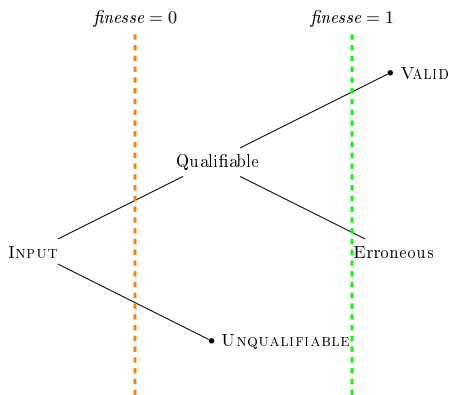 finesse = 0
finesse = 1
VALID
Qualifiable
INPUT
Erroneous
UNQUALIFIABLE